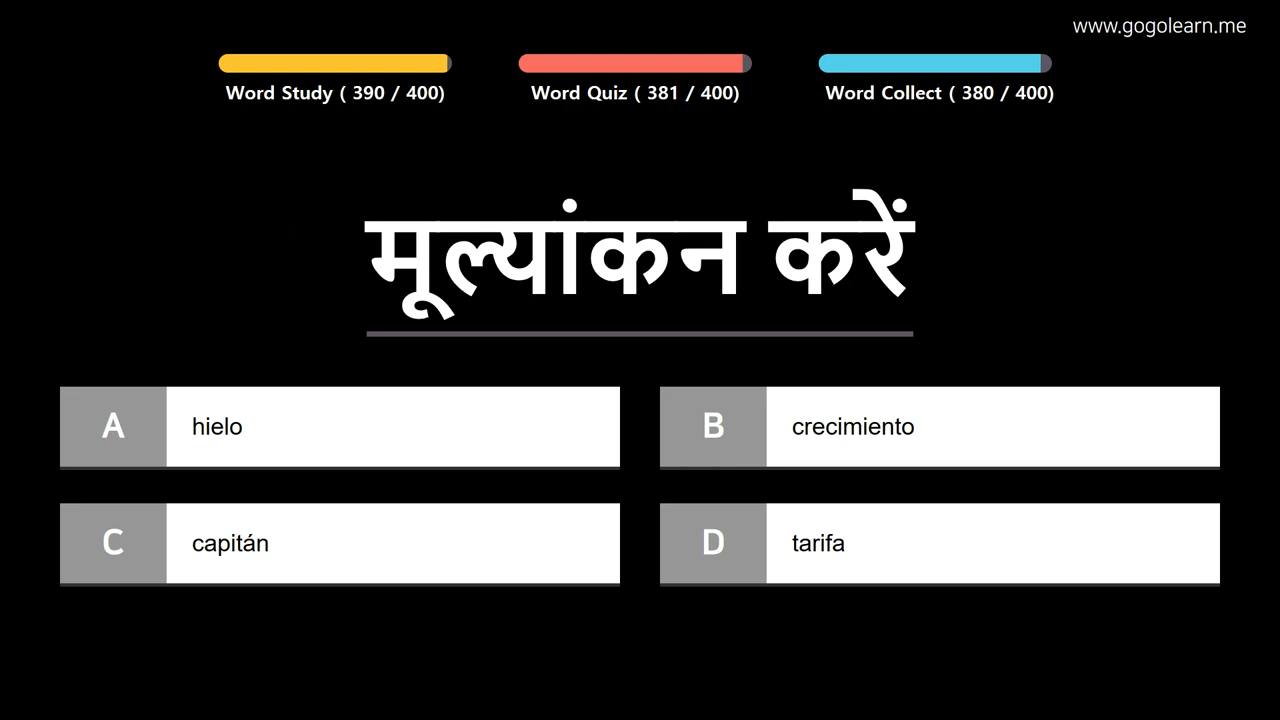 www.gogolearn.me
Word Study ( 390 / 400)
Word Quiz ( 381 / 400)
Word Collect ( 380 / 400)
मूल्यांकन करें
A hielo
B crecimiento
C capitán
D tarifa